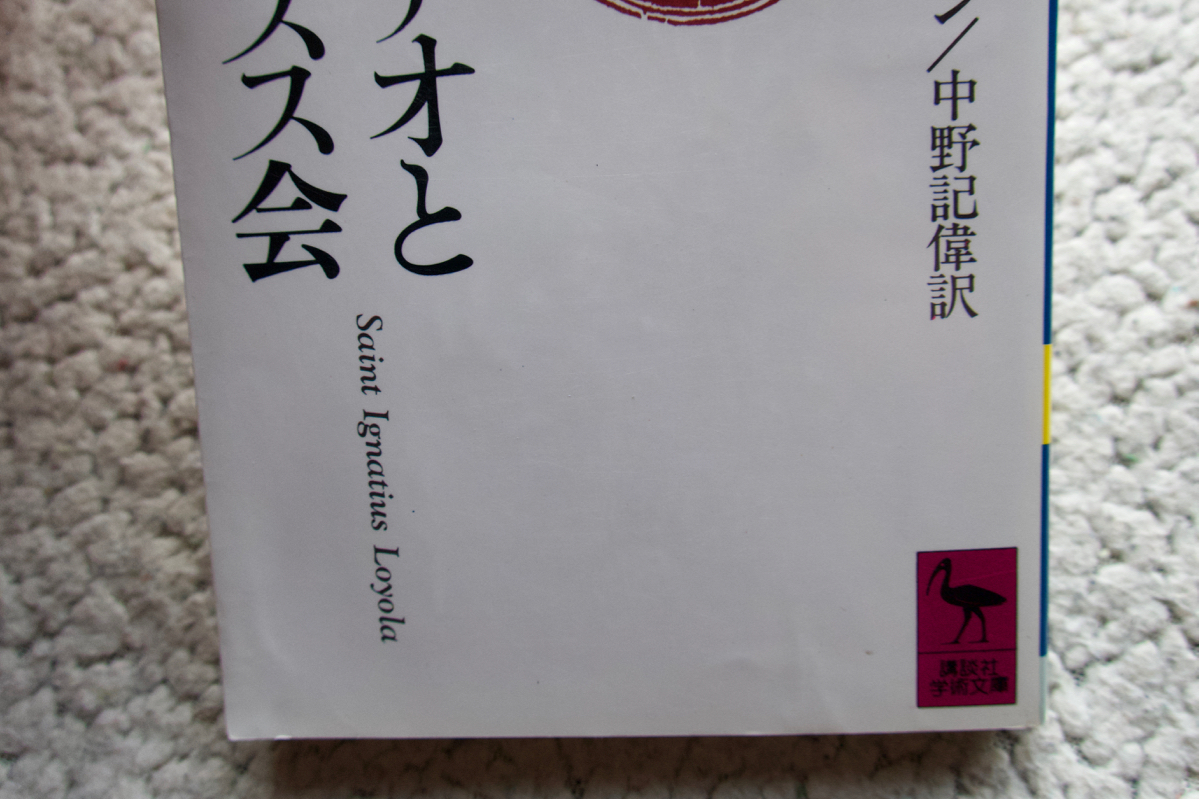 ン/中野記偉訳
オと
スス会
Saint Ignatius Loyola
講談社
学術文庫